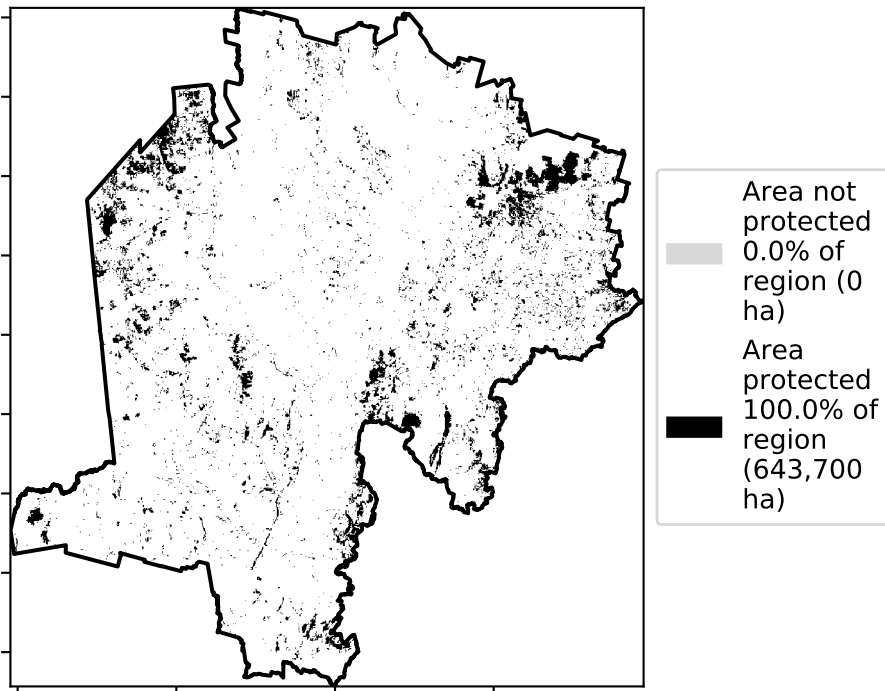 Area not
protected
0.0% of
region (0
ha)
Area
protected
100.0% of
region
(643,700
ha)